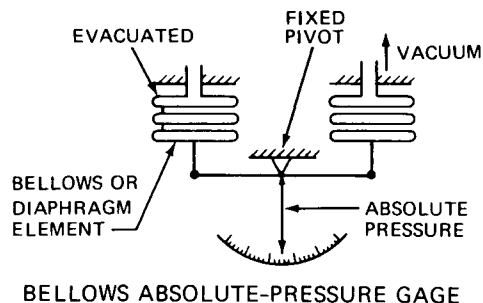 EVACUATED
FIXED
PIVOT
VACUUM
BELLOWS OR
DIAPHRAGM
ELEMENT
ABSOLUTE
PRESSURE
BELLOWS ABSOLUTE-PRESSURE GAGE